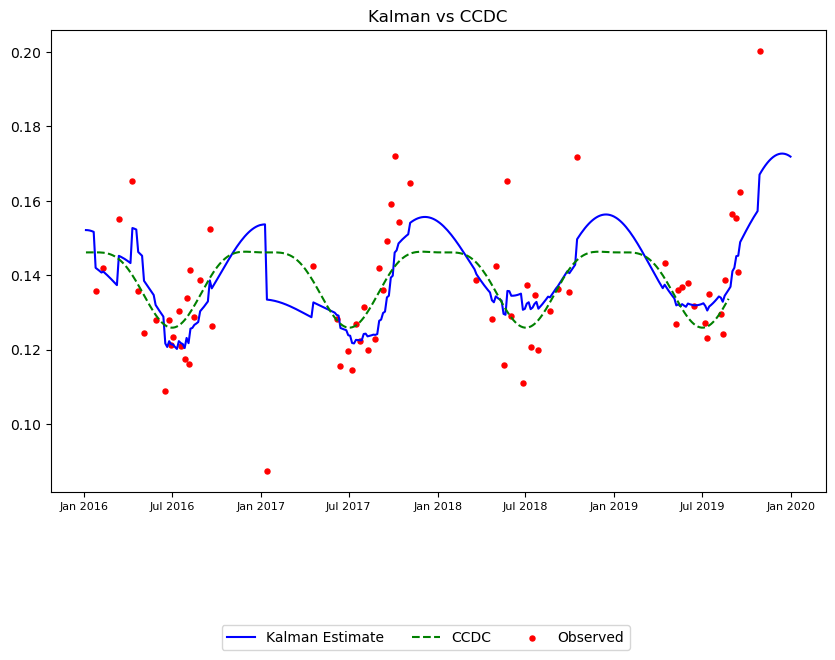 Kalman vs CCDC
0.20
0.18
0.16
0.14
0.12
0.10
Jan 2016 Jul 2016 Jan 2017 Jul 2017 Jan 2018 Jul 2018 Jan 2019 Jul 2019 Jan 2020
Kalman Estimate CCDC Observed